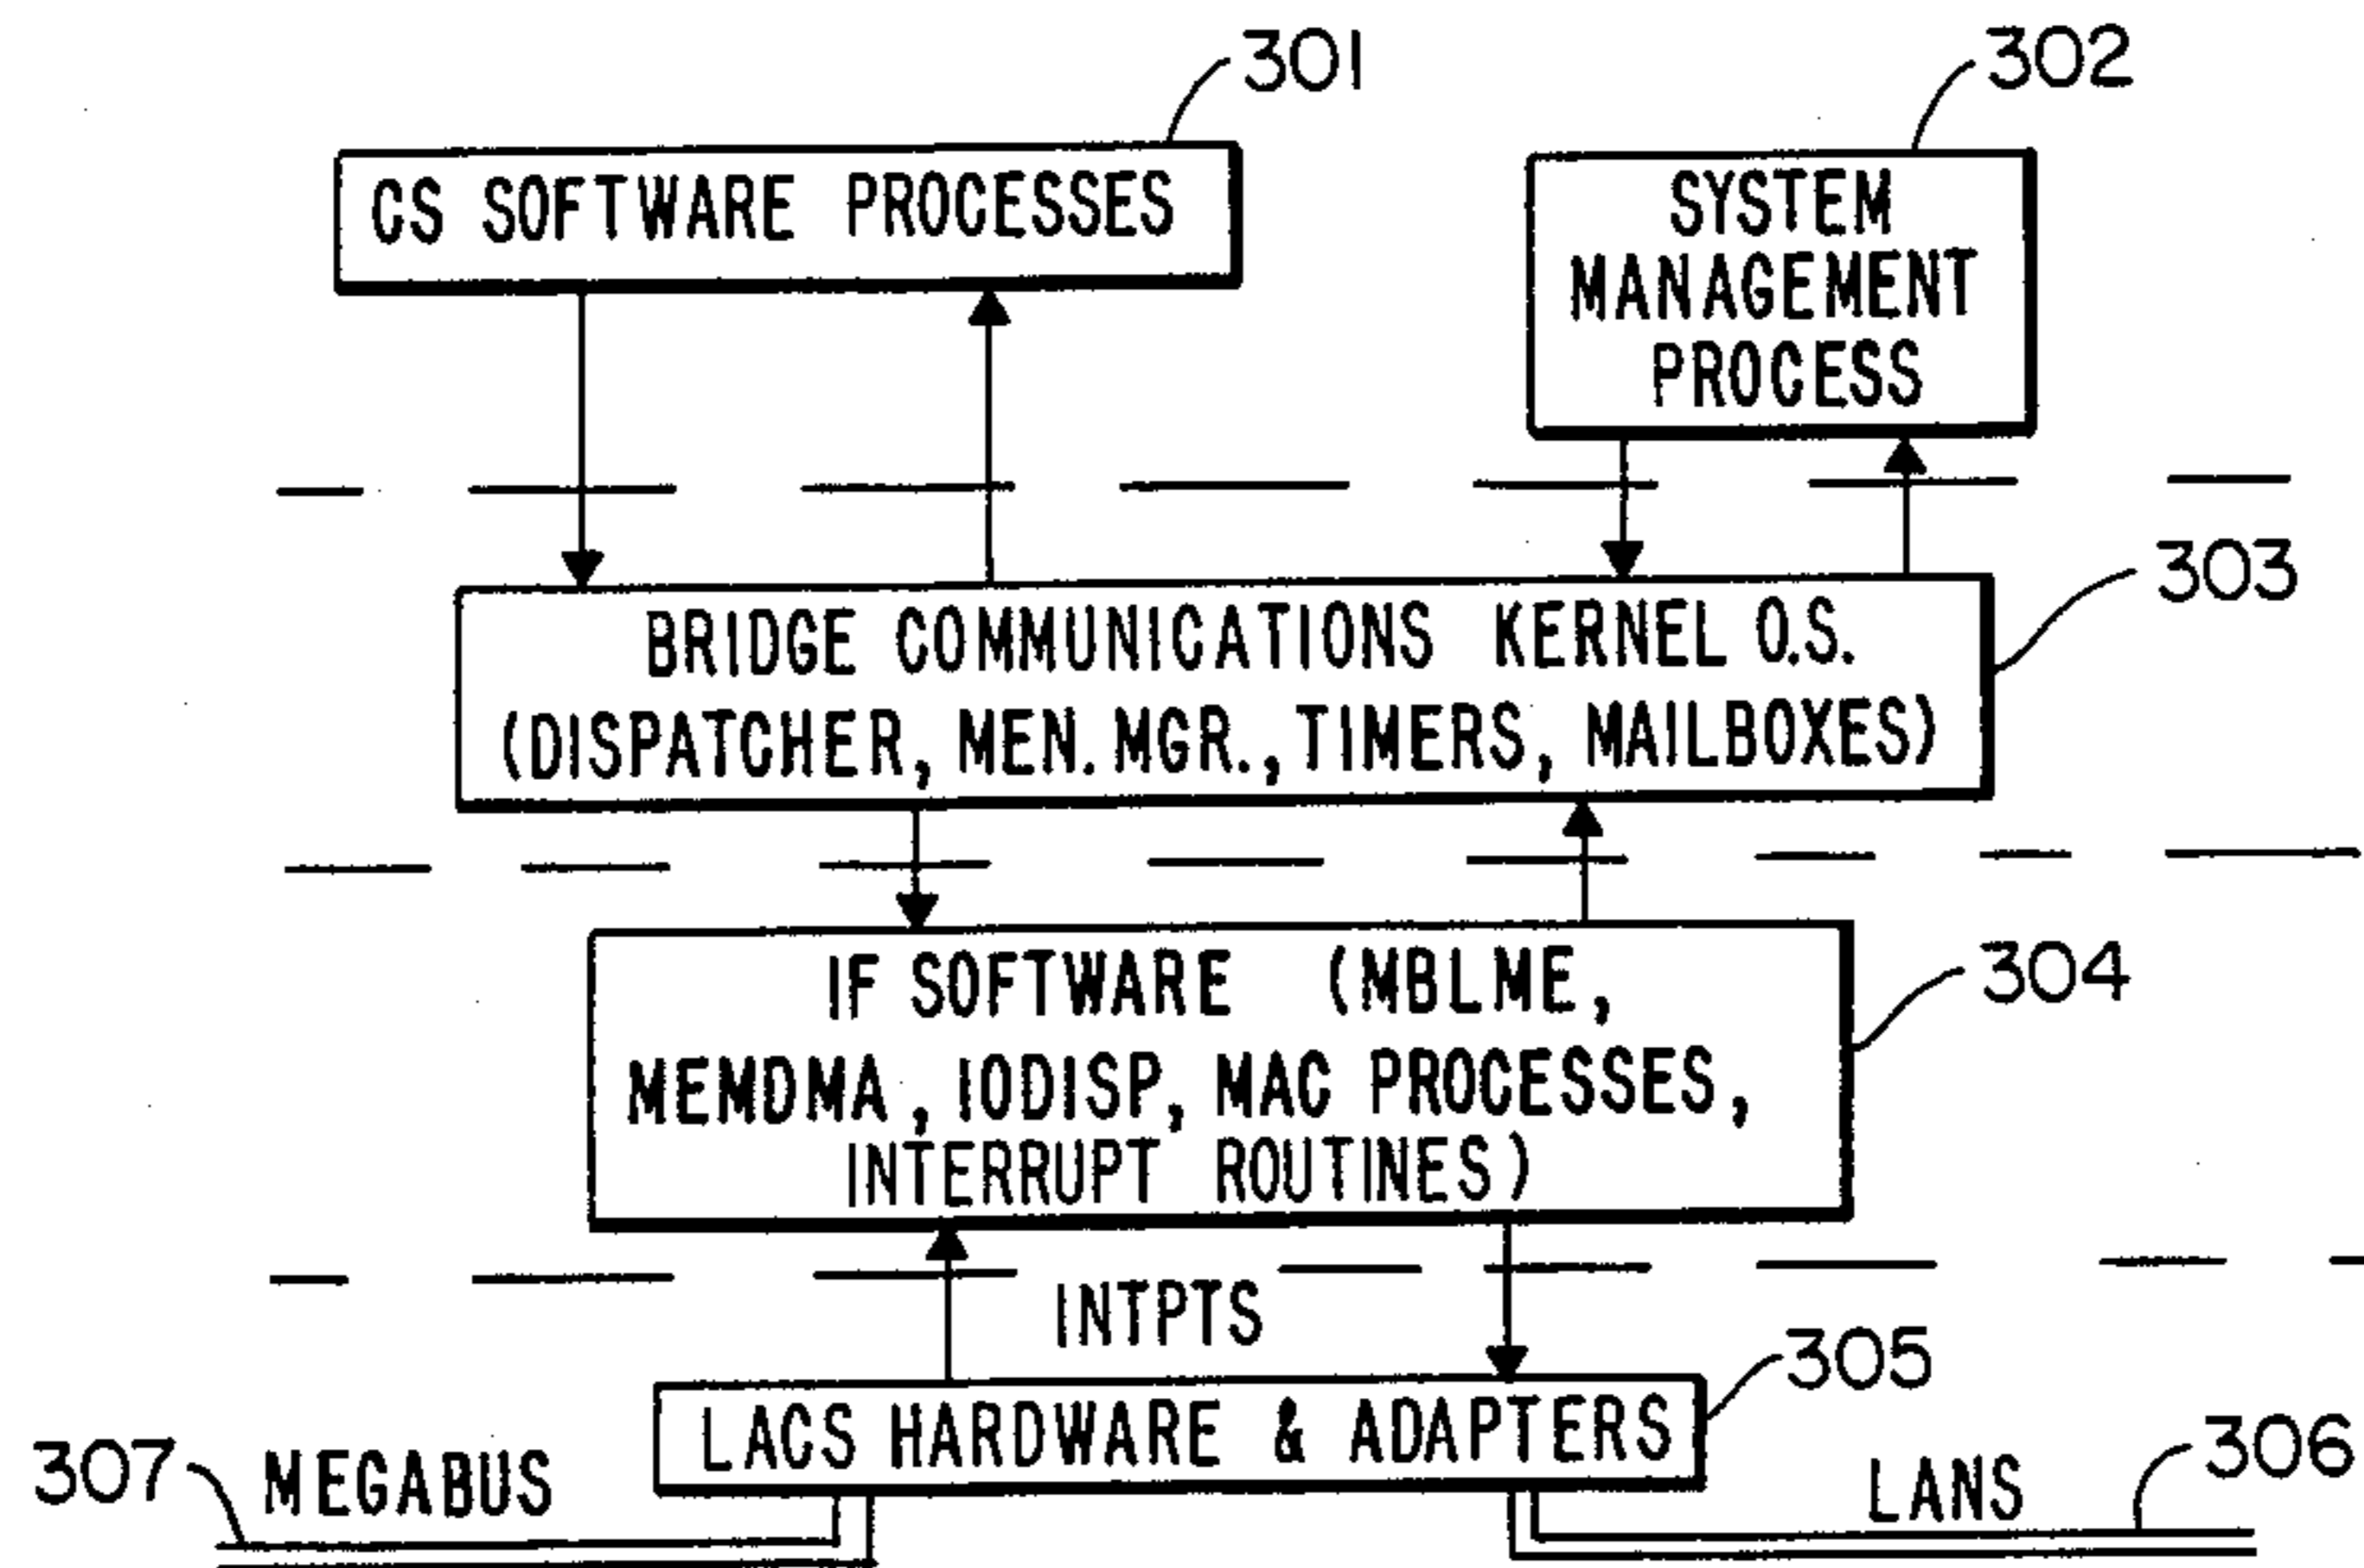 301
302
CS SOFTWARE PROCESSES
SYSTEM
MANAGEMENT
PROCESS
303
BRIDGE COMMUNICATIONS KERNEL O.S.
(DISPATCHER, MEN. MGR., TIMERS, MAILBOXES)
304
IF SOFTWARE (MBLME,
MEMDMA, IODISP, MAC PROCESSES,
INTERRUPT ROUTINES)
INTPTS
305
LACS HARDWARE & ADAPTERS
307
MEGABUS
LANS
306